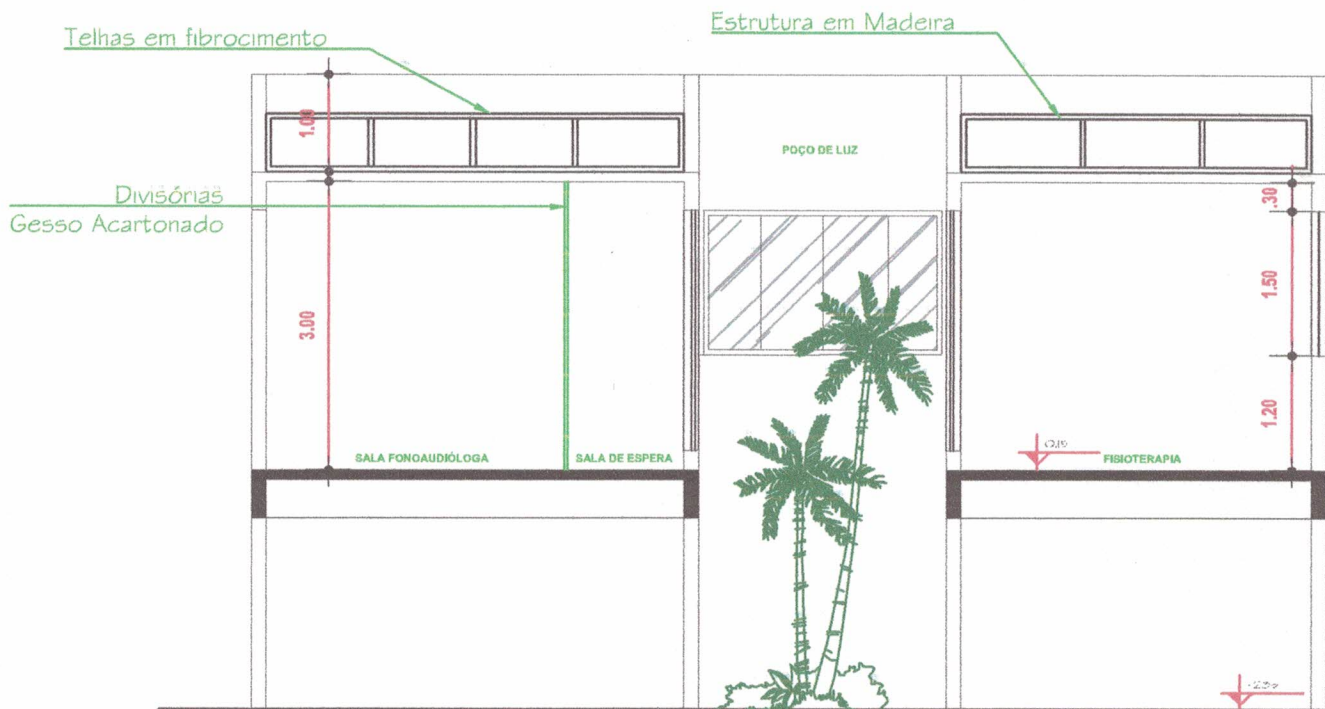 Telhas em fibrocimento
Estrutura em Madeira
1.00
POÇO DE LUZ
Divisórias
Gesso Acartonado
.30
1.50
3.00
1.20
SALA FONOAUDIÓLOGA
SALA DE ESPERA
FISIOTERAPIA